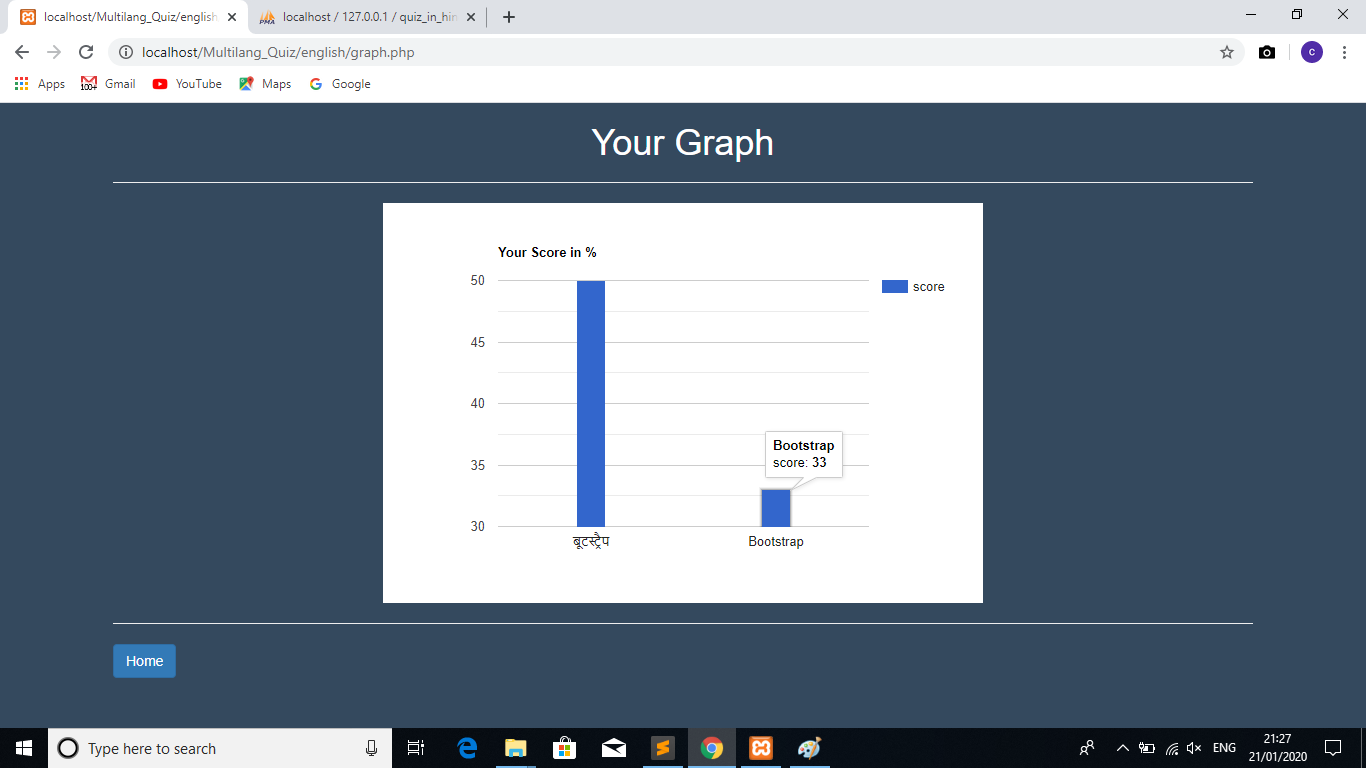 localhost/Multilang_Quiz/english
localhost / 127.0.0.1 / quiz_in_hin
localhost/Multilang_Quiz/english/graph.php
c
Apps
100+
Gmail
YouTube
Maps
Google
Your Graph
Your Score in %
50
45
40
35
30
score
Bootstrap
score: 33
बूटस्ट्रैप
Bootstrap
Home
Type here to search
ENG
21:27
21/01/2020
PMA